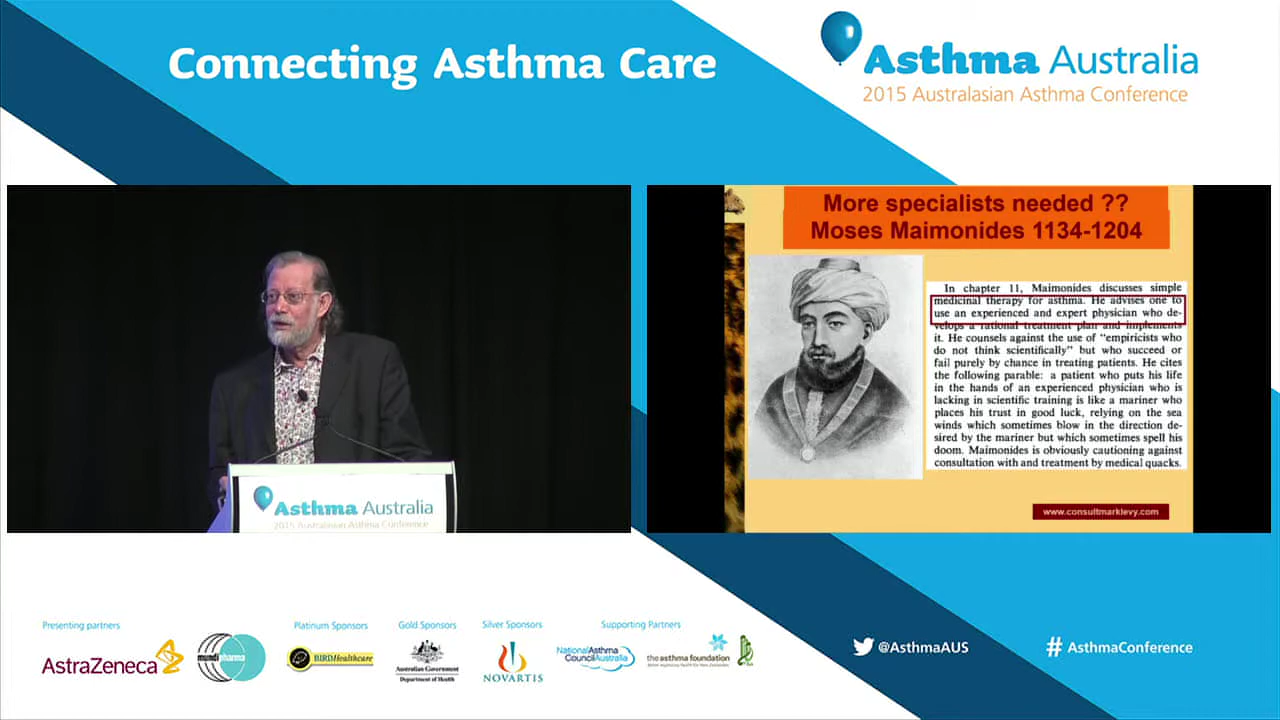 Connecting Asthma Care
Asthma Australia
2015 Australasian Asthma Conference
More specialists needed ??
Moses Maimonides 1134-1204
In chapter 11, Maimonides discusses simple
medicinal therapy for asthma. He advises one to
use an experienced and expert physician who de-
velops a rational treatment plan and implements
it. He counsels against the use of "empiricists who
do not think scientifically" but who succeed or
fail purely by chance in treating patients. He cites
the following parable: a patient who puts his life
in the hands of an experienced physician who is
lacking in scientific training is like a mariner who
places his trust in good luck, relying on the sea
winds which sometimes blow in the direction de-
sired by the mariner but which sometimes spell his
doom. Maimonides is obviously cautioning against
consultation with and treatment by medical quacks.
www.consultmarklevy.com
Asthma Australia
2015 Australasian Asthma Conference
Presenting partners
AstraZeneca
mundipharma
Platinum Sponsors
BIRDHealthcare
Gold Sponsors
Australian Government
Department of Health
Silver Sponsors
NOVARTIS
Supporting Partners
National Asthma
Council Australia
the asthma foundation
@AsthmaAUS
# AsthmaConference